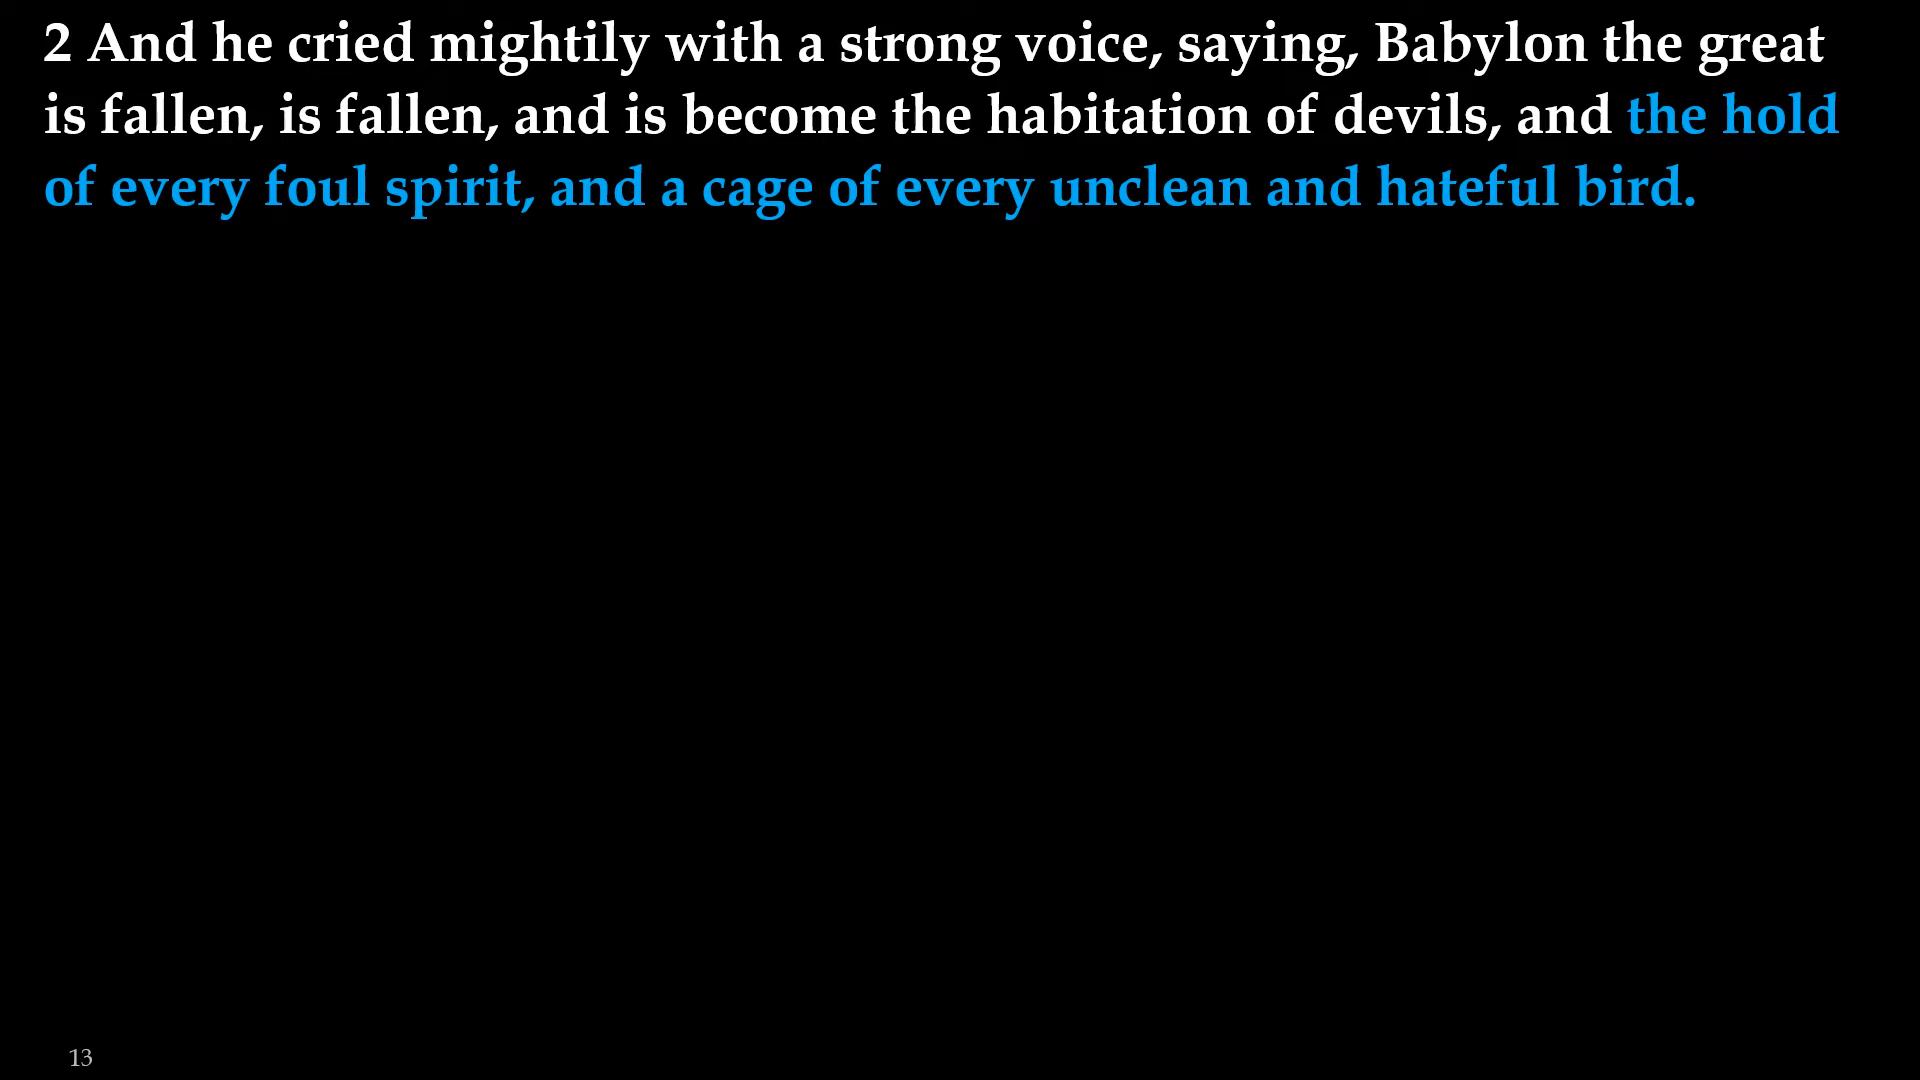 2 And he cried mightily with a strong voice, saying, Babylon the great
is fallen, is fallen, and is become the habitation of devils, and the hold
of every foul spirit, and a cage of every unclean and hateful bird.
13